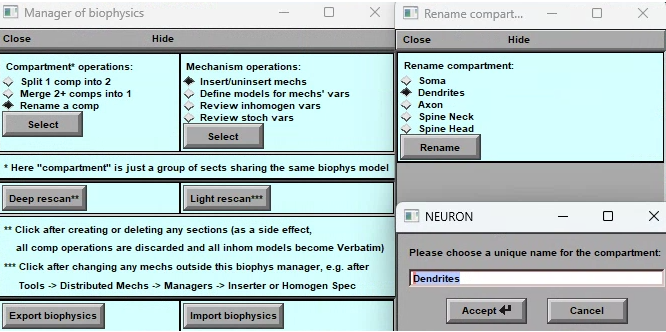 Manager of biophysics
Close Hide
Compartment* operations:
Split 1 comp into 2
Merge 2+ comps into 1
Rename a comp
Select
Mechanism operations:
Insert/uninsert mechs
Define models for mechs' vars
Review inhomogen vars
Review stoch vars
Select
* Here "compartment" is just a group of sects sharing the same biophys model
Deep rescan** Light rescan***
** Click after creating or deleting any sections (as a side effect,
all comp operations are discarded and all inhom models become Verbatim)
*** Click after changing any mechs outside this biophys manager, e.g. after
Tools -> Distributed Mechs -> Managers -> Inserter or Homogen Spec
Export biophysics Import biophysics
Rename compart...
Close Hide
Rename compartment:
Soma
Dendrites
Axon
Spine Neck
Spine Head
Rename
NEURON
Please choose a unique name for the compartment:
Dendrites
Accept Cancel